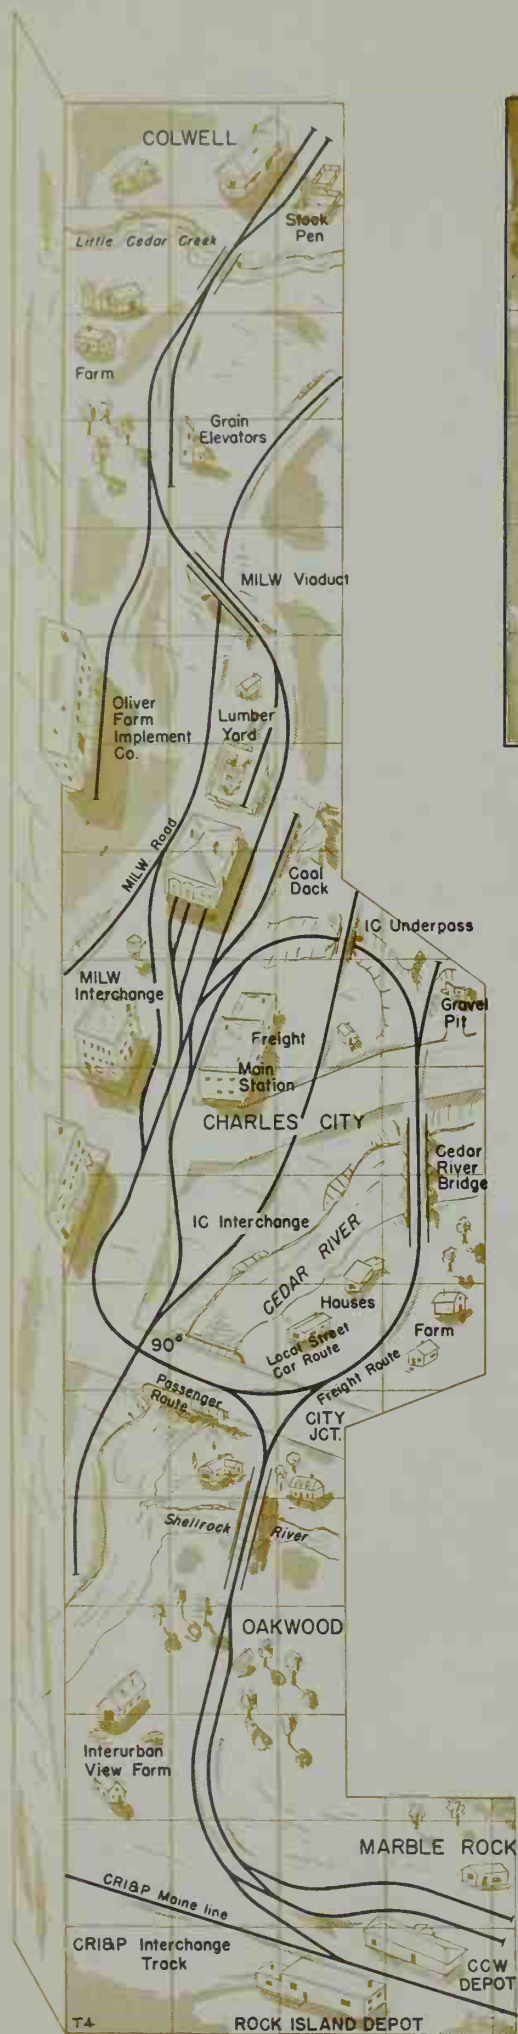 COLWELL
Stock
Pen
Little Cedar Creek
Farm
Grain
Elevators
MILW Viaduct
Oliver
Farm
Implement
Co.
Lumber
Yard
MILW Road
Coal
Dock
IC Underpass
MILW
Interchange
Gravel
Pit
Freight
Main
Station
CHARLES CITY
Cedar
River
Bridge
IC Interchange
CEDAR RIVER
Houses
Local Street
Car Route
Farm
90°
Passenger
Route
Freight Route
CITY
JCT.
Shellrock River
OAKWOOD
Interurban
View Farm
MARBLE ROCK
CRI&P Maine line
CRI&P Interchange
Track
CCW
DEPOT
T4
ROCK ISLAND DEPOT